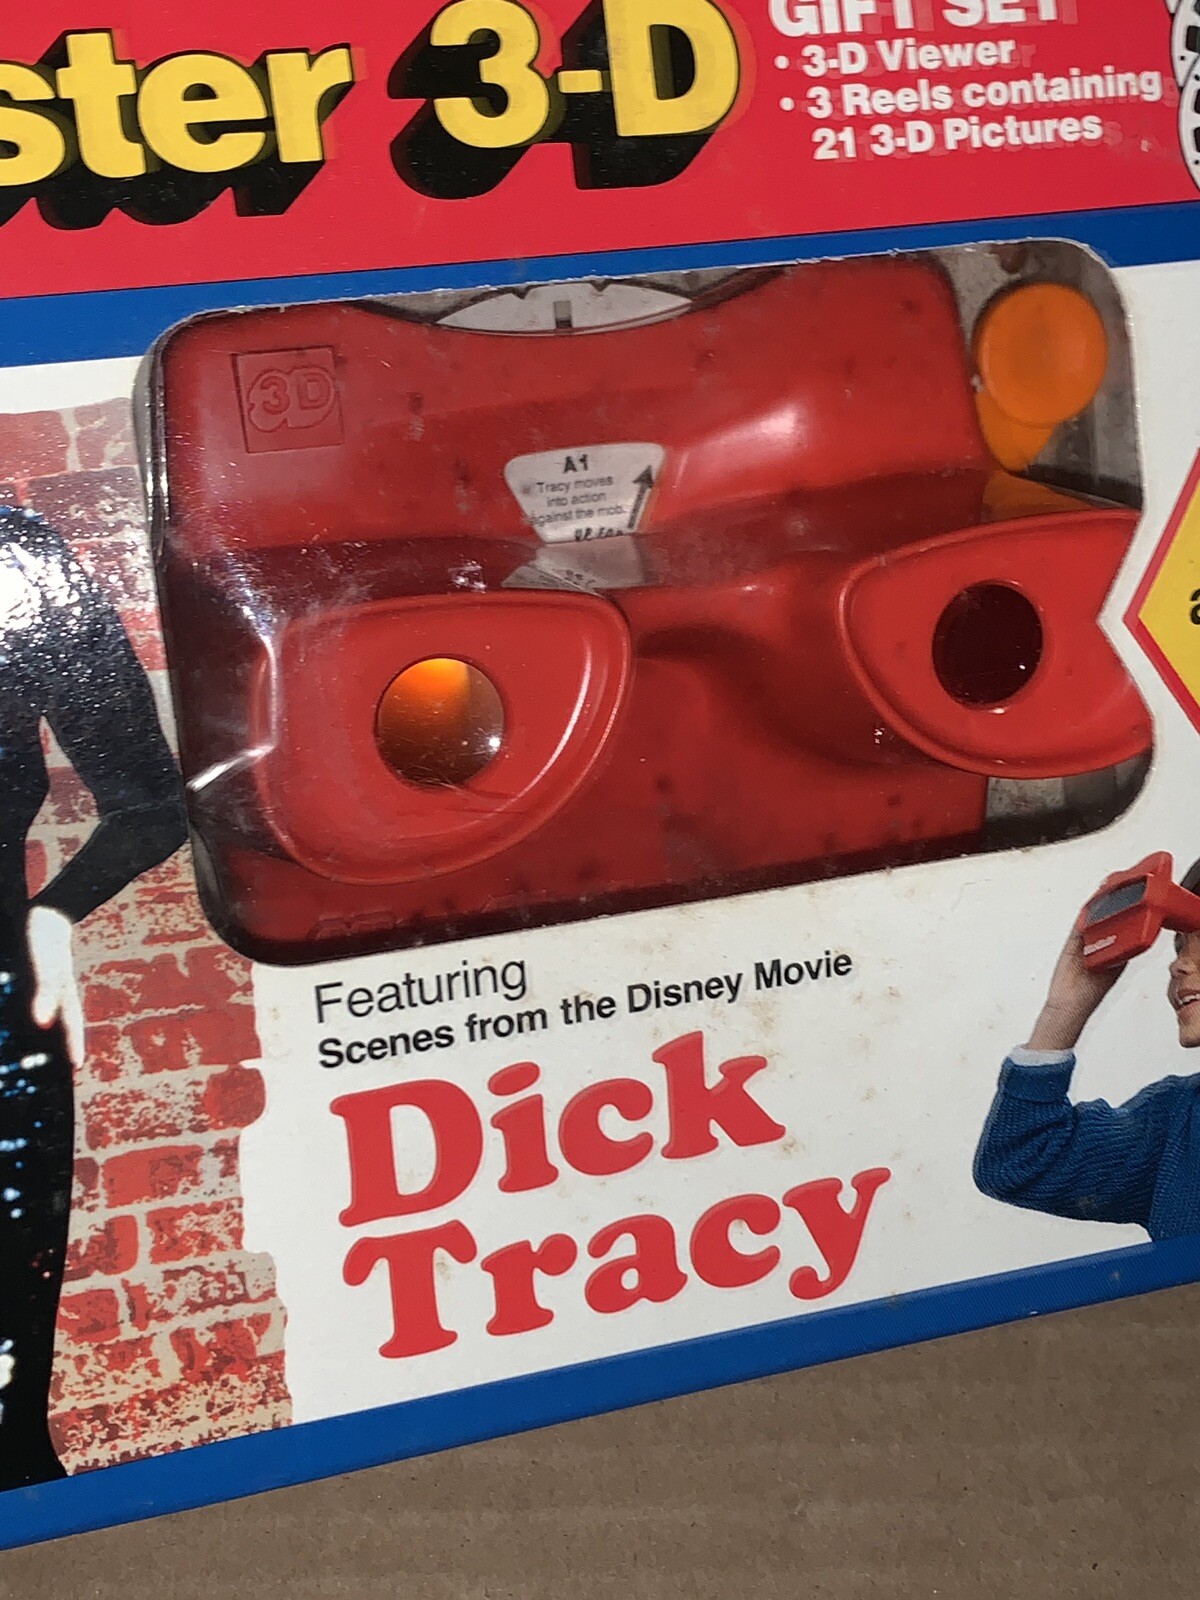 ster 3-D
GIFT SET
• 3-D Viewer
• 3 Reels containing
21 3-D Pictures
3D
A1
Tracy moves
into action
against the mob.
Featuring
Scenes from the Disney Movie
Dick
Tracy